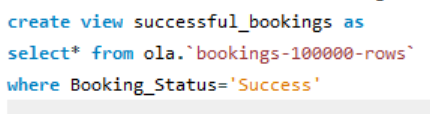 create view successful_bookings as
select* from ola.`bookings-100000-rows`
where Booking_Status='Success'